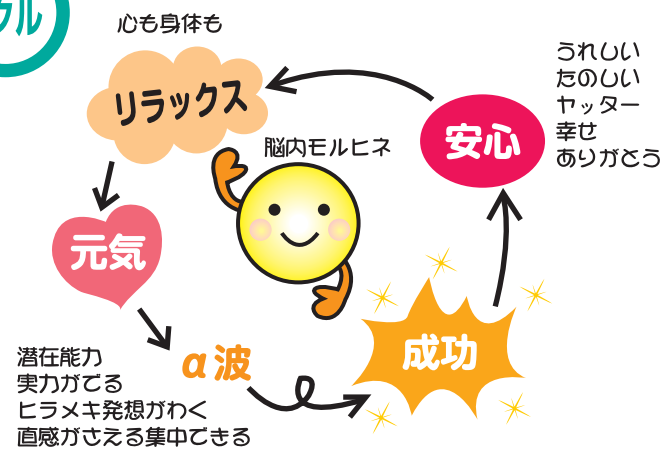 クル
心も身体も
リラックス
うれしい
たのしい
ヤッター
幸せ
ありがとう
安心
脳内モルヒネ
元気
α波
成功
潜在能力
実力がでる
ヒラメキ発想がわく
直感がさえる集中できる